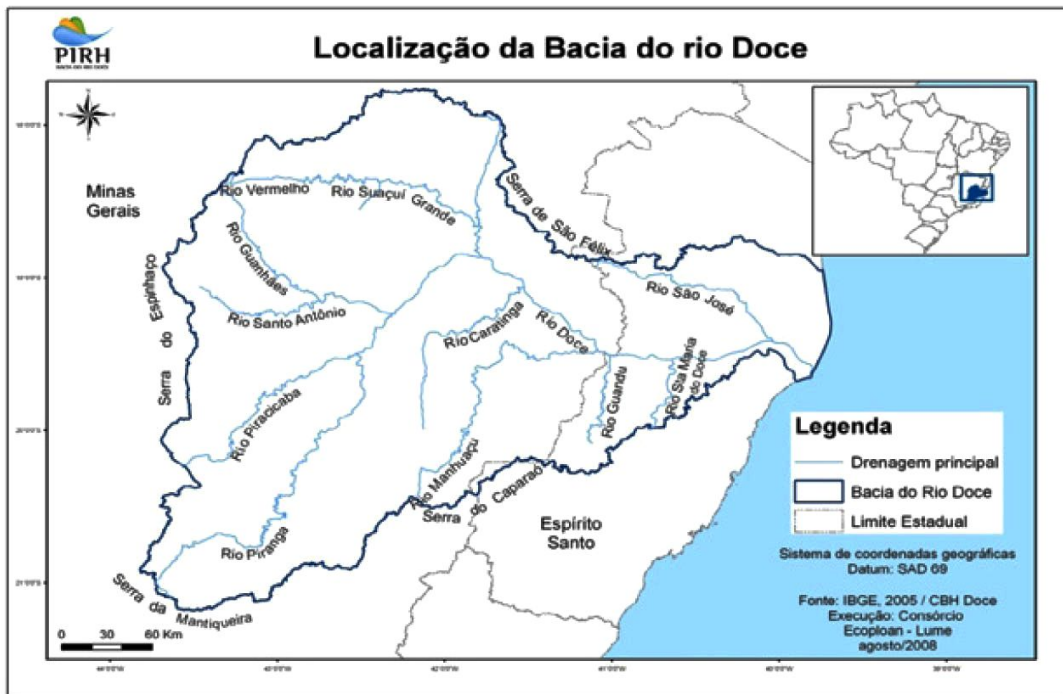 PIRH
BACIA DO RIO DOCE
Localização da Bacia do rio Doce
N
Minas
Gerais
Rio Vermelho
Rio Suaçuí Grande
Serra de São Félix
Rio Guanhães
Rio Santo Antônio
Serra do Espinhaço
Rio Caratinga
Rio Doce
Rio São José
Rio Piracicaba
Rio Guandu
Rio Sta Maria
do Doce
Rio Manhuaçu
Serra do Caparaó
Espírito
Santo
Rio Piranga
Serra da Mantiqueira
0 30 60 Km
Legenda
Drenagem principal
Bacia do Rio Doce
Limite Estadual
Sistema de coordenadas geográficas
Datum: SAD 69
Fonte: IBGE, 2005 / CBH Doce
Execução: Consórcio
Ecoploan - Lume
agosto/2008